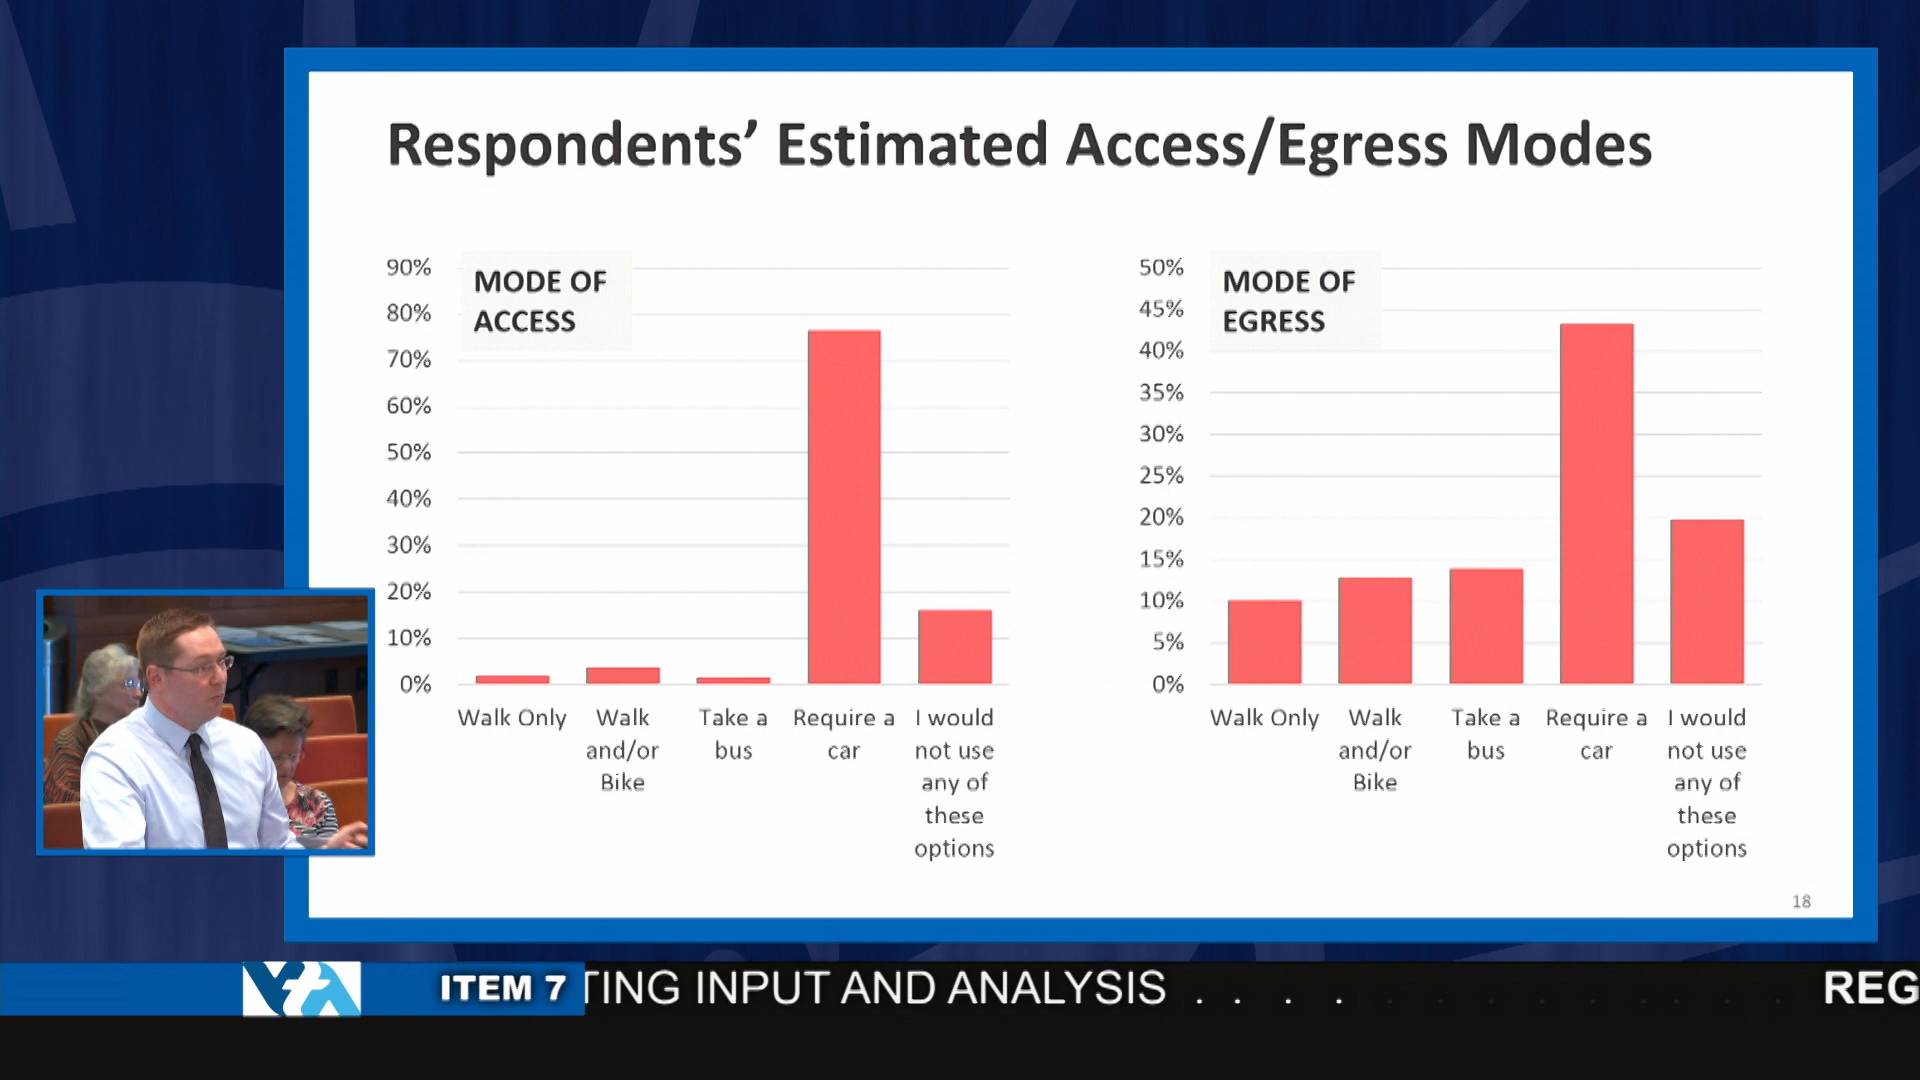 Respondents’ Estimated Access/Egress Modes
MODE OF
ACCESS
90%
80%
70%
60%
50%
40%
30%
20%
10%
0%
Walk Only
Walk
and/or
Bike
Take a
bus
Require a
car
I would
not use
any of
these
options
MODE OF
EGRESS
50%
45%
40%
35%
30%
25%
20%
15%
10%
5%
0%
Walk Only
Walk
and/or
Bike
Take a
bus
Require a
car
I would
not use
any of
these
options
18
VTA
ITEM 7 TING INPUT AND ANALYSIS . . . . REG